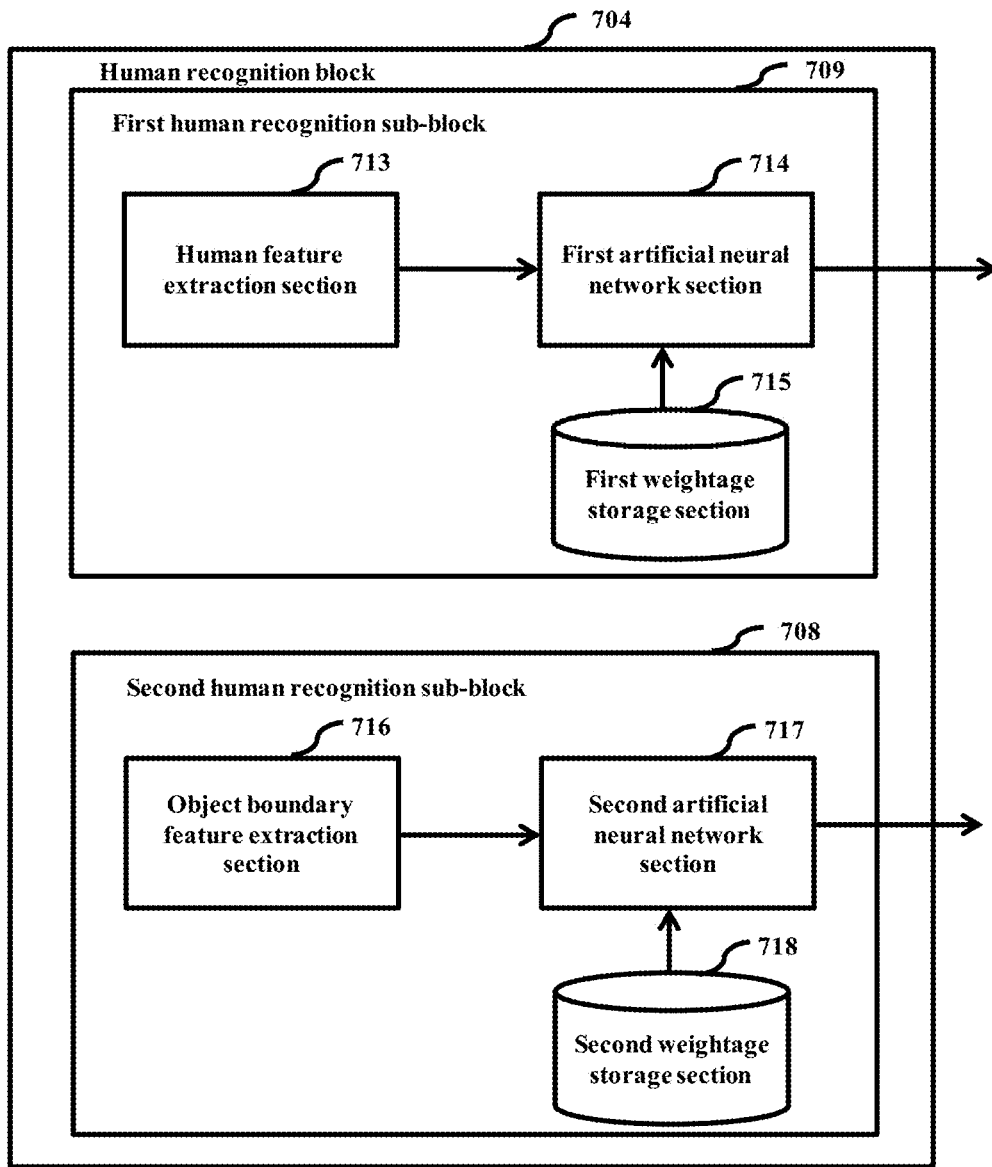 704
Human recognition block
709
First human recognition sub-block
713
714
Human feature
extraction section
First artificial neural
network section
715
First weightage
storage section
708
Second human recognition sub-block
716
717
Object boundary
feature extraction
section
Second artificial
neural network
section
718
Second weightage
storage section